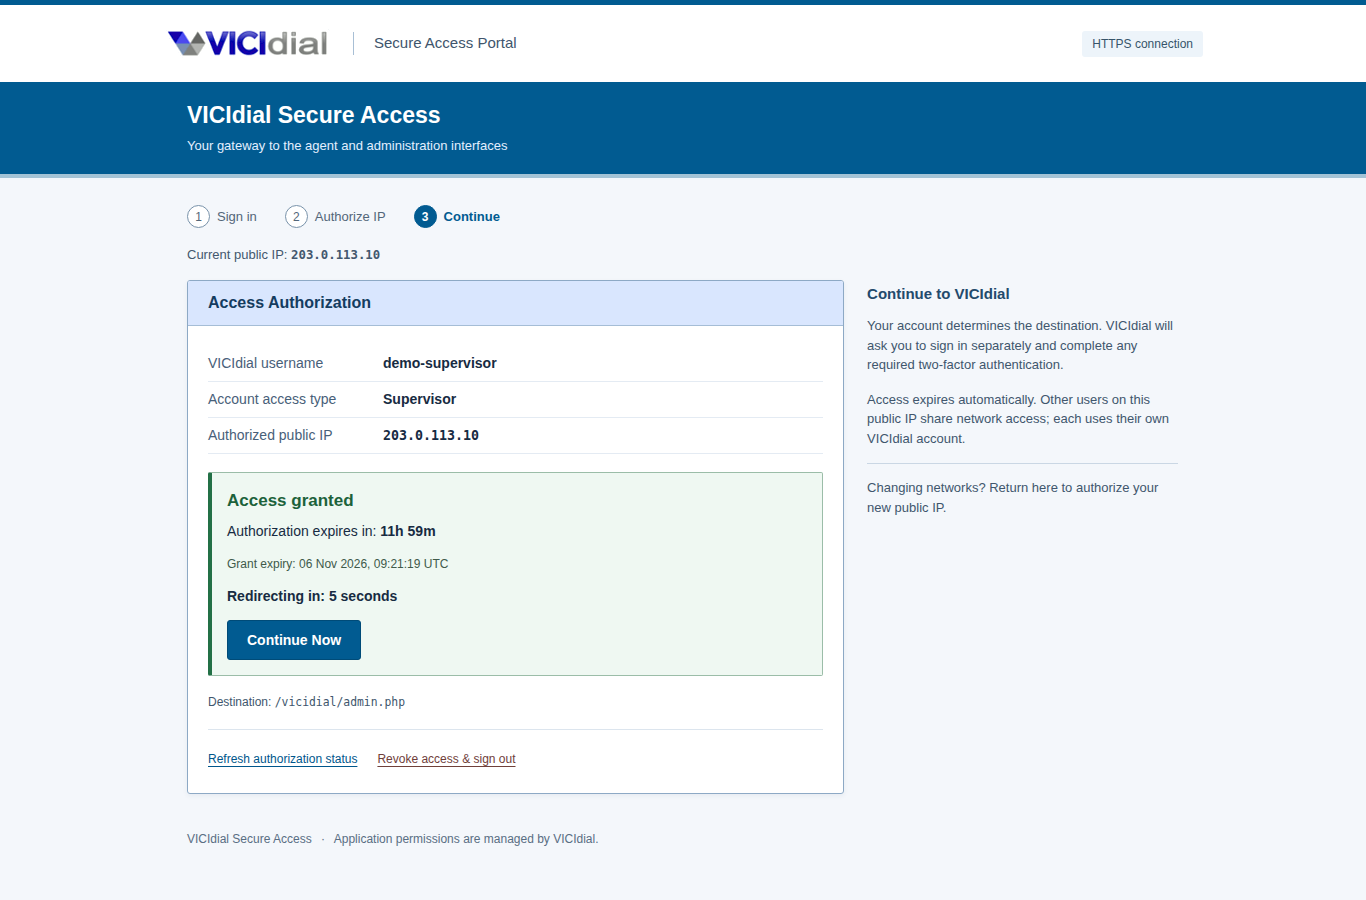 VICIdial
Secure Access Portal
HTTPS connection
VICIdial Secure Access
Your gateway to the agent and administration interfaces
1 Sign in
2 Authorize IP
3 Continue
Current public IP: 203.0.113.10
Access Authorization
VICIdial username demo-supervisor
Account access type Supervisor
Authorized public IP 203.0.113.10
Access granted
Authorization expires in: 11h 59m
Grant expiry: 06 Nov 2026, 09:21:19 UTC
Redirecting in: 5 seconds
Continue Now
Destination: /vicidial/admin.php
Refresh authorization status
Revoke access & sign out
Continue to VICIdial
Your account determines the destination. VICIdial will
ask you to sign in separately and complete any
required two-factor authentication.
Access expires automatically. Other users on this
public IP share network access; each uses their own
VICIdial account.
Changing networks? Return here to authorize your
new public IP.
VICIdial Secure Access · Application permissions are managed by VICIdial.